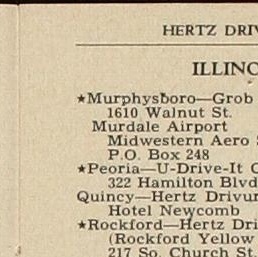 HERTZ DRIV
ILLINO
★Murphysboro—Grob
1610 Walnut St.
Murdale Airport
Midwestern Aero S
P.O. Box 248
★Peoria—U-Drive-It C
322 Hamilton Blvd
Quincy—Hertz Drivur
Hotel Newcomb
★Rockford—Hertz Dri
(Rockford Yellow
217 So. Church St.